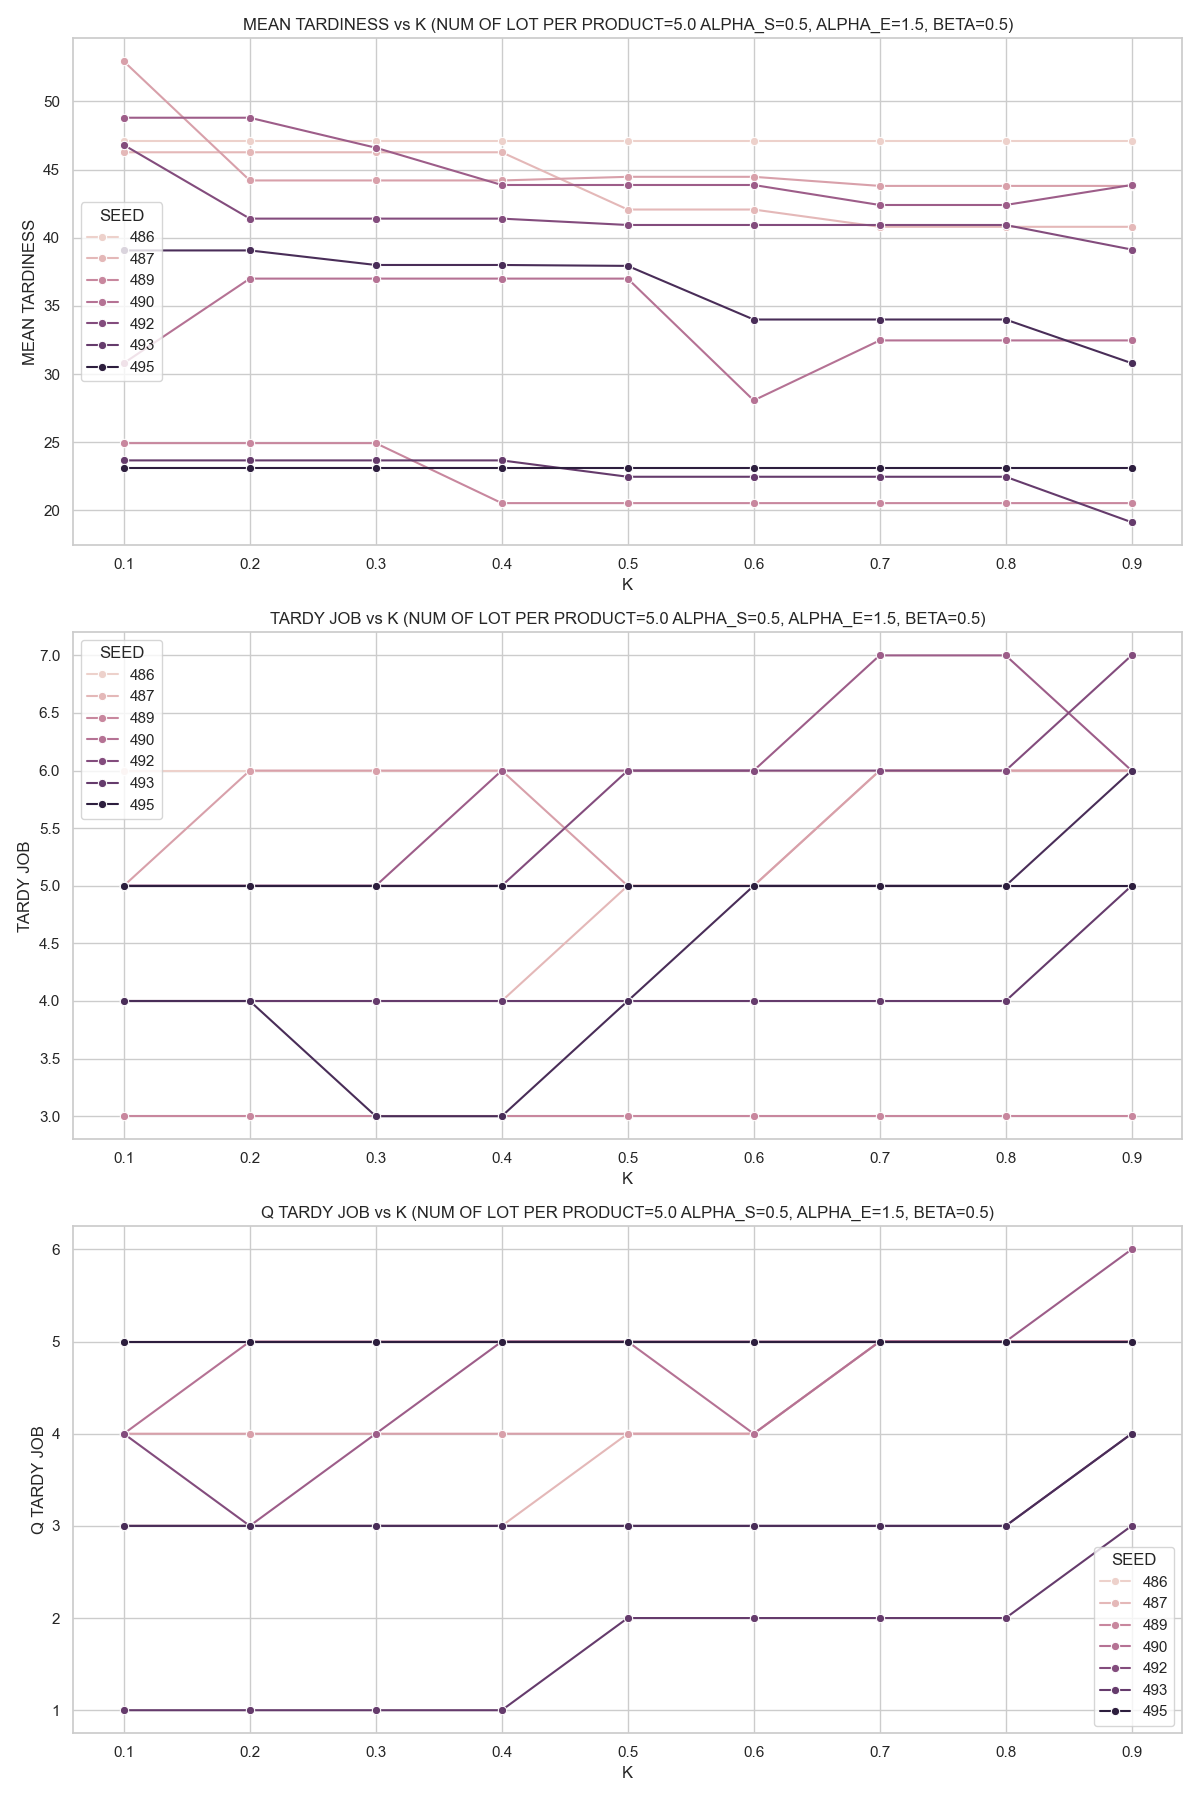 MEAN TARDINESS vs K (NUM OF LOT PER PRODUCT=5.0 ALPHA_S=0.5, ALPHA_E=1.5, BETA=0.5)
MEAN TARDINESS
50
45
40
35
30
25
20
SEED
486
487
489
490
492
493
495
0.1 0.2 0.3 0.4 0.5 0.6 0.7 0.8 0.9
K
TARDY JOB vs K (NUM OF LOT PER PRODUCT=5.0 ALPHA_S=0.5, ALPHA_E=1.5, BETA=0.5)
TARDY JOB
7.0
6.5
6.0
5.5
5.0
4.5
4.0
3.5
3.0
SEED
486
487
489
490
492
493
495
0.1 0.2 0.3 0.4 0.5 0.6 0.7 0.8 0.9
K
Q TARDY JOB vs K (NUM OF LOT PER PRODUCT=5.0 ALPHA_S=0.5, ALPHA_E=1.5, BETA=0.5)
Q TARDY JOB
6
5
4
3
2
1
SEED
486
487
489
490
492
493
495
0.1 0.2 0.3 0.4 0.5 0.6 0.7 0.8 0.9
K